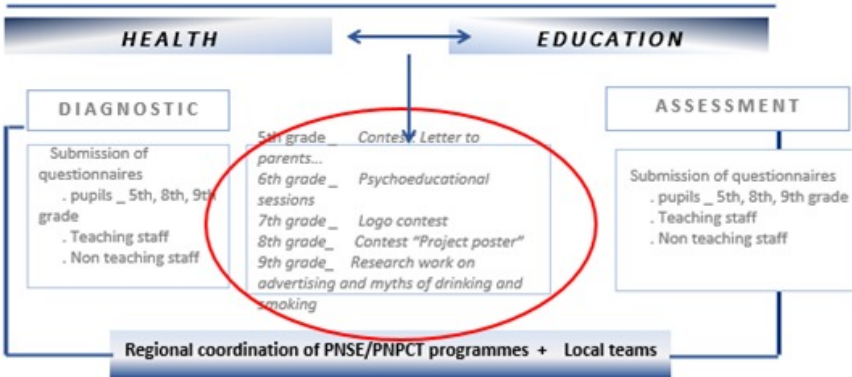 HEALTH
EDUCATION
DIAGNOSTIC
Submission of
questionnaires
. pupils _ 5th, 8th, 9th
grade
. Teaching staff
. Non teaching staff
5th grade _ Contest: Letter to
parents...
6th grade _ Psychoeducational
sessions
7th grade _ Logo contest
8th grade _ Contest "Project poster"
9th grade_ Research work on
advertising and myths of drinking and
smoking
ASSESSMENT
Submission of questionnaires
. pupils _ 5th, 8th, 9th grade
. Teaching staff
. Non teaching staff
Regional coordination of PNSE/PNPCT programmes + Local teams